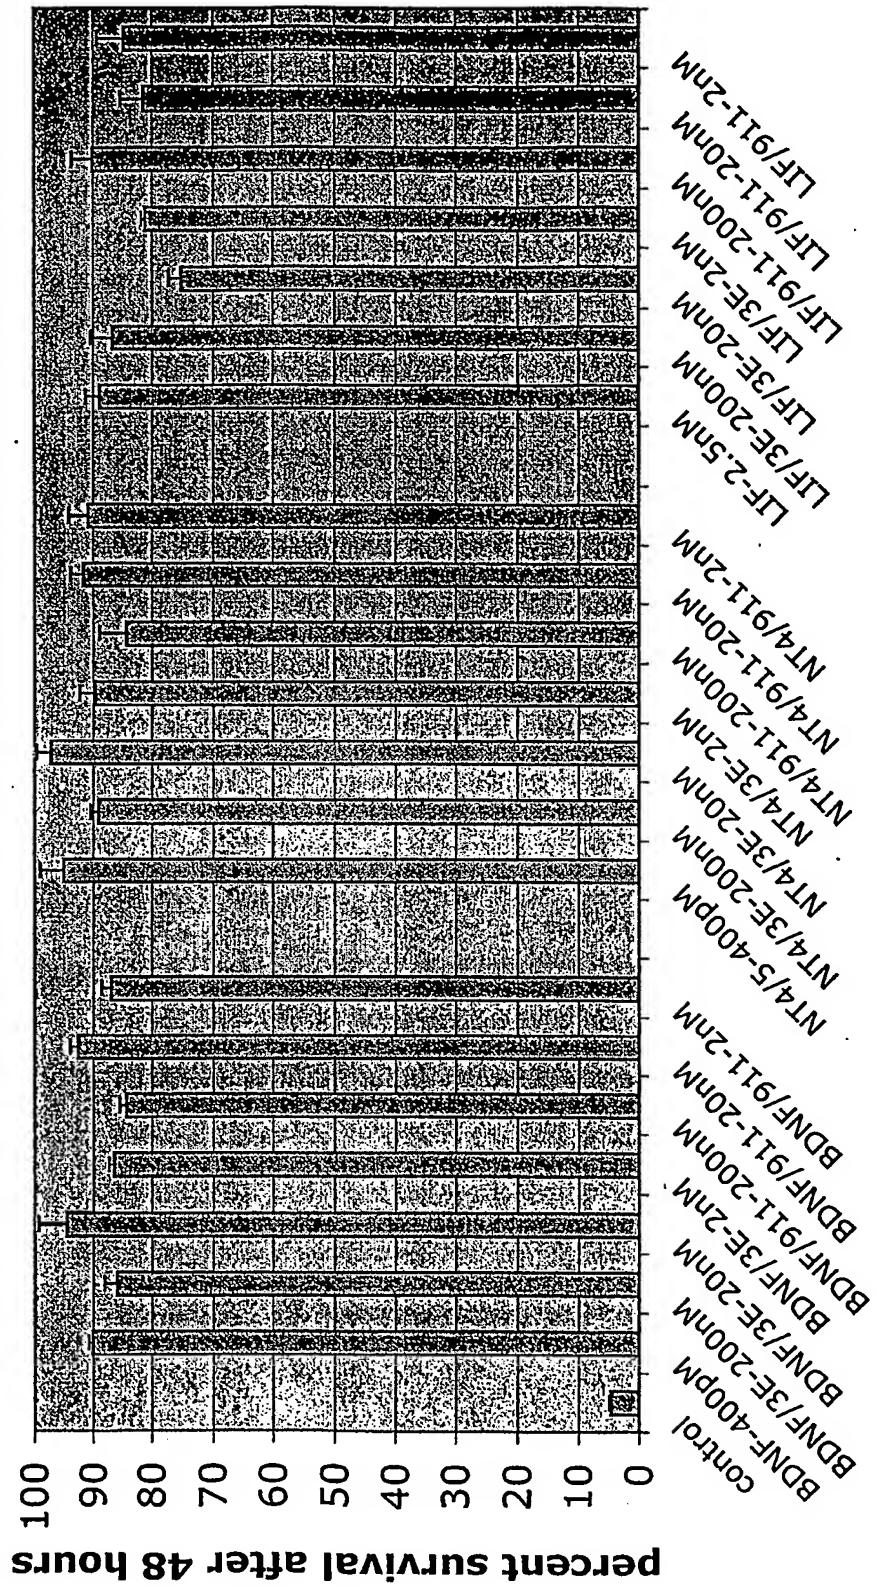 percent survival after 48 hours
100
90
80
70
60
50
40
30
20
10
0
control
BDNF-400pM
BDNF/3E-200nM
BDNF/3E-20nM
BDNF/3E-2nM
BDNF/911-200nM
BDNF/911-20nM
BDNF/911-2nM
NT4/5-400pM
NT4/3E-200nM
NT4/3E-20nM
NT4/3E-2nM
NT4/911-200nM
NT4/911-20nM
NT4/911-2nM
LIF-2.5nM
LIF/3E-200nM
LIF/3E-20nM
LIF/3E-2nM
LIF/911-200nM
LIF/911-20nM
LIF/911-2nM